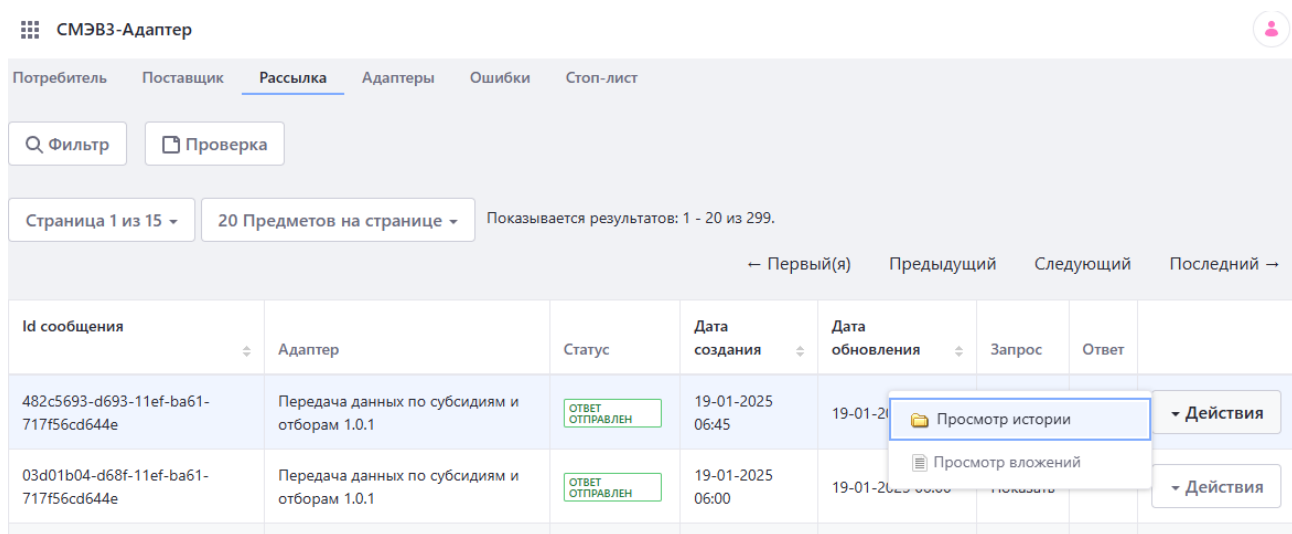 СМЭВ3-Адаптер
Потребитель Поставщик Рассылка Адаптеры Ошибки Стоп-лист
Фильтр Проверка
Страница 1 из 15 20 Предметов на странице Показывается результатов: 1 - 20 из 299.
← Первый(я) Предыдущий Следующий Последний →
Id сообщения Адаптер Статус Дата создания Дата обновления Запрос Ответ
482c5693-d693-11ef-ba61-
717f56cd644e
Передача данных по субсидиям и
отборам 1.0.1
ОТВЕТ
ОТПРАВЛЕН
19-01-2025
06:45
Просмотр истории
Просмотр вложений
Действия
03d01b04-d68f-11ef-ba61-
717f56cd644e
Передача данных по субсидиям и
отборам 1.0.1
ОТВЕТ
ОТПРАВЛЕН
19-01-2025
06:00
Действия